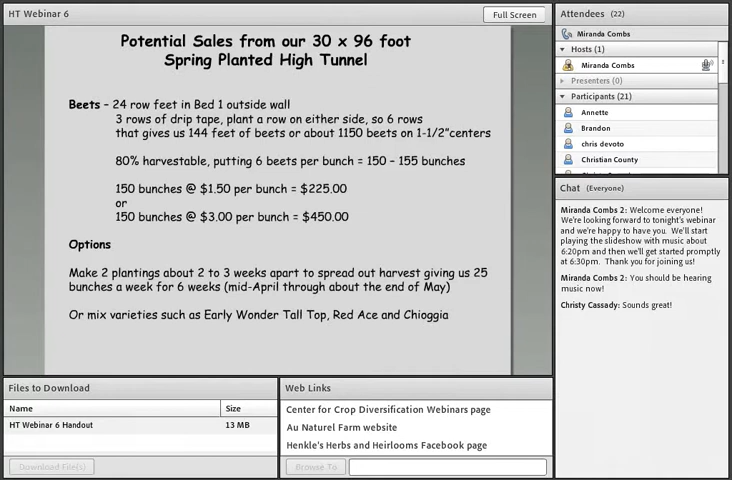 HT Webinar 6
Full Screen
Potential Sales from our 30 x 96 foot
Spring Planted High Tunnel
Beets – 24 row feet in Bed 1 outside wall
3 rows of drip tape, plant a row on either side, so 6 rows
that gives us 144 feet of beets or about 1150 beets on 1-1/2"centers
80% harvestable, putting 6 beets per bunch = 150 – 155 bunches
150 bunches @ $1.50 per bunch = $225.00
or
150 bunches @ $3.00 per bunch = $450.00
Options
Make 2 plantings about 2 to 3 weeks apart to spread out harvest giving us 25
bunches a week for 6 weeks (mid-April through about the end of May)
Or mix varieties such as Early Wonder Tall Top, Red Ace and Chioggia
Files to Download
Name Size
HT Webinar 6 Handout 13 MB
Download File(s)
Web Links
Center for Crop Diversification Webinars page
Au Naturel Farm website
Henkle's Herbs and Heirlooms Facebook page
Browse To
Attendees (22)
Miranda Combs
Hosts (1)
Miranda Combs
Presenters (0)
Participants (21)
Annette
Brandon
chris devoto
Christian County
Chat (Everyone)
Miranda Combs 2: Welcome everyone!
We're looking forward to tonight's webinar
and we're happy to have you. We'll start
playing the slideshow with music about
6:20pm and then we'll get started promptly
at 6:30pm. Thank you for joining us!
Miranda Combs 2: You should be hearing
music now!
Christy Cassady: Sounds great!